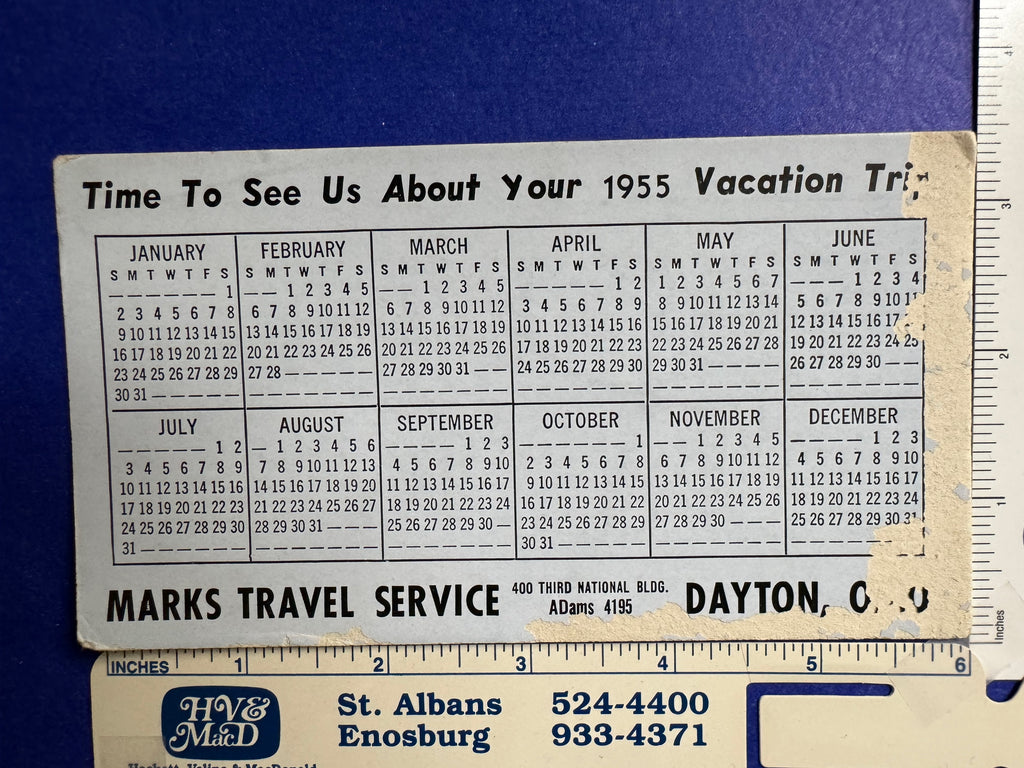 Time To See Us About Your 1955 Vacation Trip
JANUARY FEBRUARY MARCH APRIL MAY JUNE
S M T W T F S S M T W T F S S M T W T F S S M T W T F S S M T W T F S S M T W T F S
— — — — — — 1 — — 1 2 3 4 5 — — 1 2 3 4 5 — — — — — 1 2 1 2 3 4 5 6 7 — — — 1 2 3 4
2 3 4 5 6 7 8 6 7 8 9 10 11 12 6 7 8 9 10 11 12 3 4 5 6 7 8 9 8 9 10 11 12 13 14 5 6 7 8 9 10 11
9 10 11 12 13 14 15 13 14 15 16 17 18 19 13 14 15 16 17 18 19 10 11 12 13 14 15 16 15 16 17 18 19 20 21 12 13 14 15 16 17
16 17 18 19 20 21 22 20 21 22 23 24 25 26 20 21 22 23 24 25 26 17 18 19 20 21 22 23 22 23 24 25 26 27 28 19 20 21 22 23 24 25
23 24 25 26 27 28 29 27 28 — — — — — 27 28 29 30 31 — — 24 25 26 27 28 29 30 29 30 31 — — — — 26 27 28 29 30 — —
30 31 — — — — — — — — — — — — — — — — — — — — — — — — — — — — — — — — — — — — — — — —
JULY AUGUST SEPTEMBER OCTOBER NOVEMBER DECEMBER
— — — — — 1 2 — 1 2 3 4 5 6 — — — — 1 2 3 — — — — — — 1 — — 1 2 3 4 5 — — — — 1 2 3
3 4 5 6 7 8 9 7 8 9 10 11 12 13 4 5 6 7 8 9 10 2 3 4 5 6 7 8 6 7 8 9 10 11 12 4 5 6 7 8 9 10
10 11 12 13 14 15 16 14 15 16 17 18 19 20 11 12 13 14 15 16 17 9 10 11 12 13 14 15 13 14 15 16 17 18 19 11 12 13 14 15 16 17
17 18 19 20 21 22 23 21 22 23 24 25 26 27 18 19 20 21 22 23 24 16 17 18 19 20 21 22 20 21 22 23 24 25 26 18 19 20 21 22 23 24
24 25 26 27 28 29 30 28 29 30 31 — — — 25 26 27 28 29 30 — 23 24 25 26 27 28 29 27 28 29 30 — — — 25 26 27 28 29 30 31
31 — — — — — — — — — — — — — — — — — — — — 30 31 — — — — — — — — — — — — — — — — — — —
MARKS TRAVEL SERVICE 400 THIRD NATIONAL BLDG. DAYTON, OHIO
ADams 4195
INCHES 1 2 3 4 5 6
HV&
MacD
St. Albans 524-4400
Enosburg 933-4371
4
3
2
1
Inches